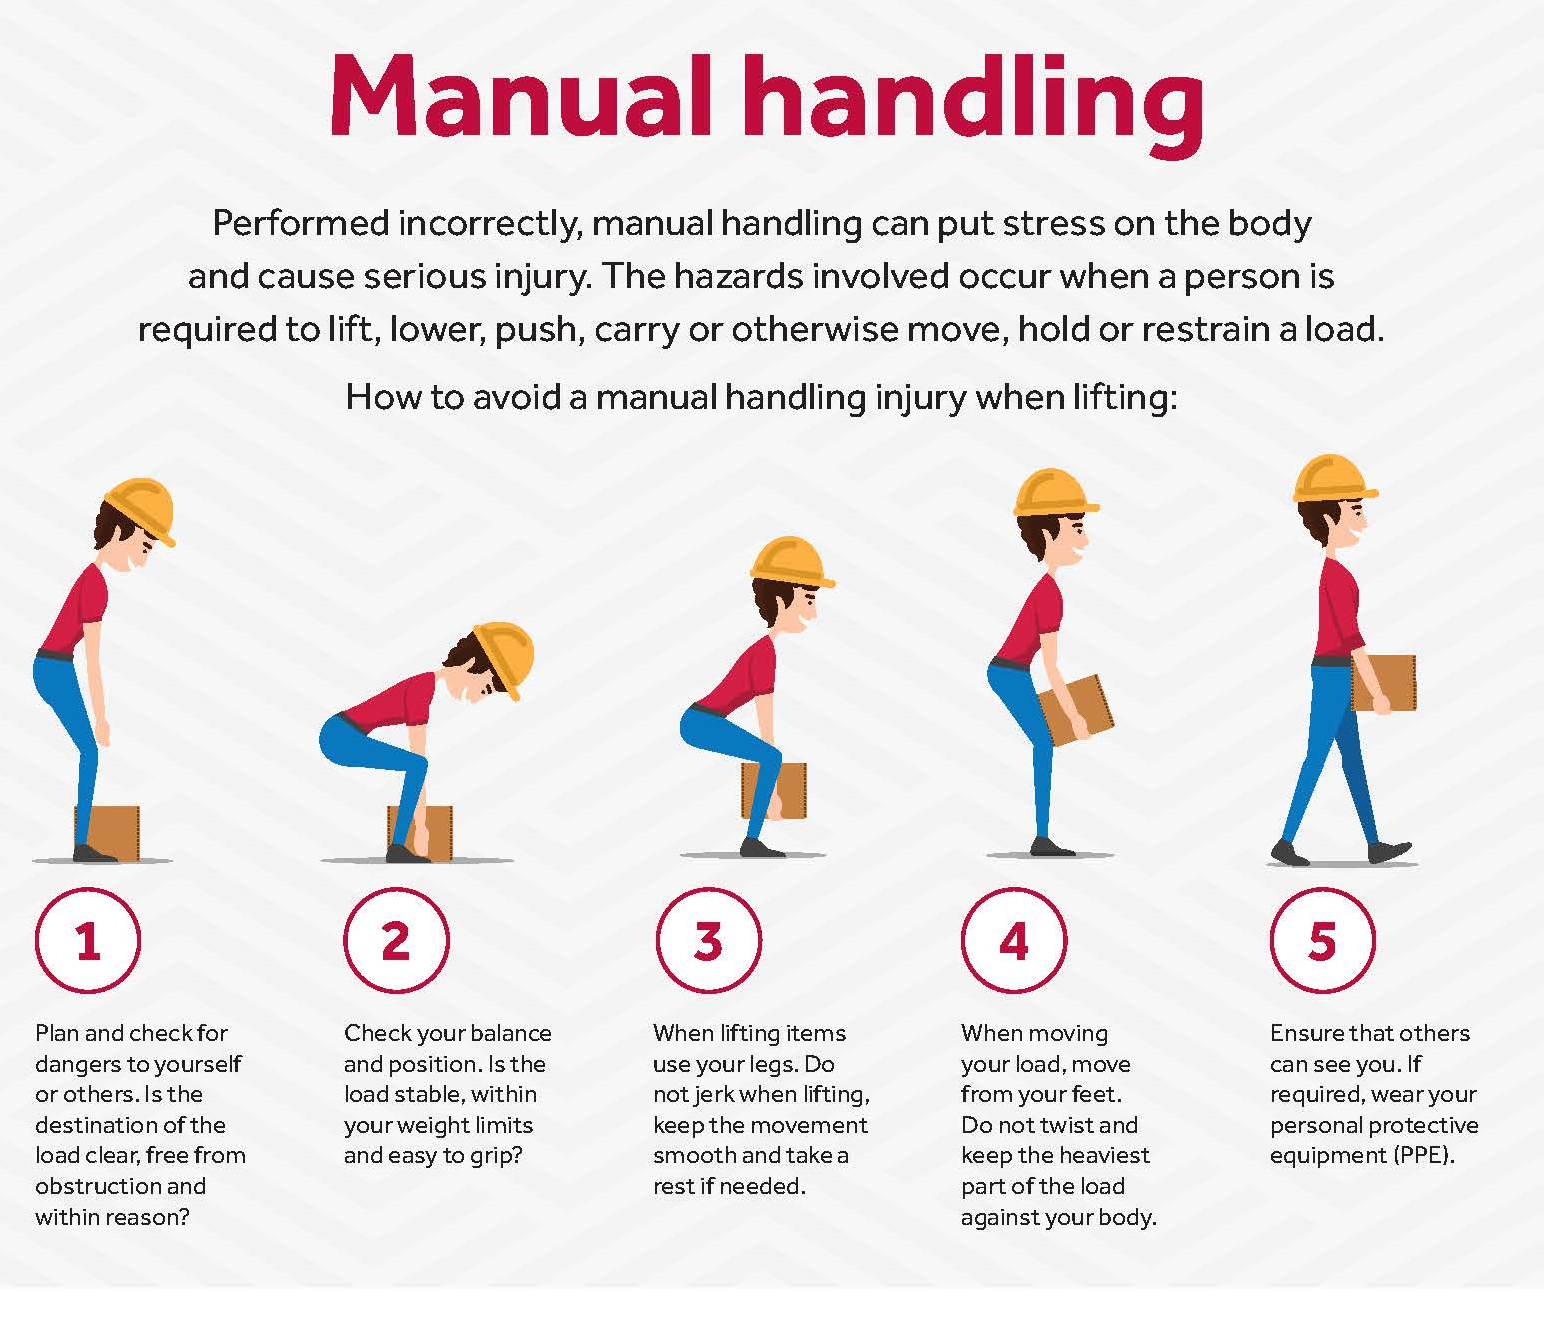 Manual handling
Performed incorrectly, manual handling can put stress on the body
and cause serious injury. The hazards involved occur when a person is
required to lift, lower, push, carry or otherwise move, hold or restrain a load.
How to avoid a manual handling injury when lifting:
1
Plan and check for
dangers to yourself
or others. Is the
destination of the
load clear, free from
obstruction and
within reason?
2
Check your balance
and position. Is the
load stable, within
your weight limits
and easy to grip?
3
When lifting items
use your legs. Do
not jerk when lifting,
keep the movement
smooth and take a
rest if needed.
4
When moving
your load, move
from your feet.
Do not twist and
keep the heaviest
part of the load
against your body.
5
Ensure that others
can see you. If
required, wear your
personal protective
equipment (PPE).